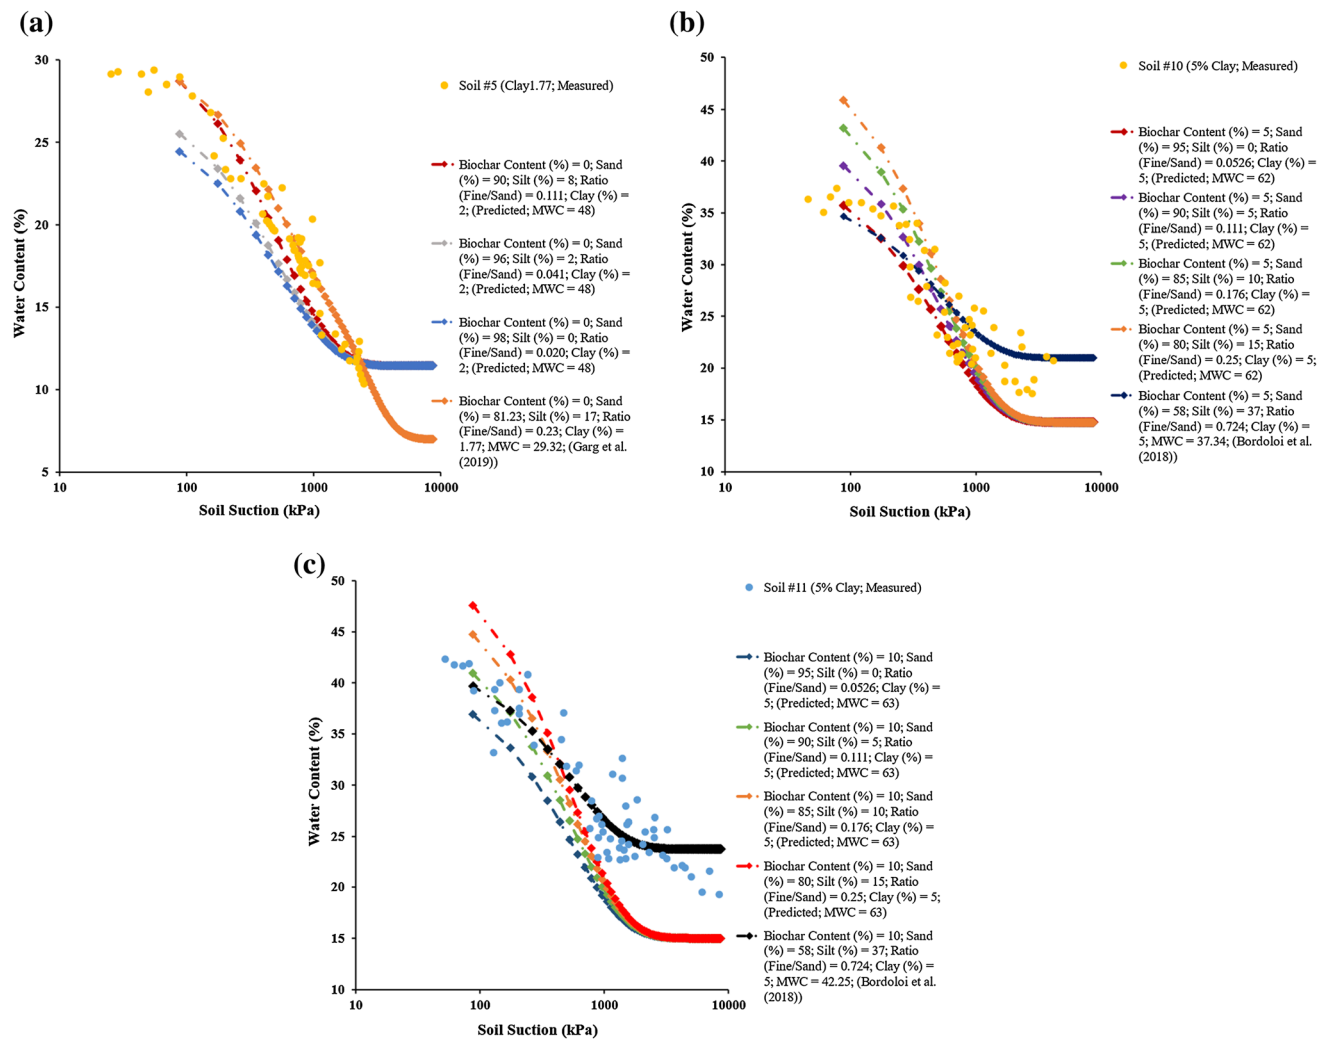 (a)
30
25
20
15
10
5
10
100
1000
10000
Water Content (%)
Soil Suction (kPa)
Soil #5 (Clay1.77; Measured)
Biochar Content (%) = 0; Sand
(%) = 90; Silt (%) = 8; Ratio
(Fine/Sand) = 0.111; Clay (%) =
2; (Predicted; MWC = 48)
Biochar Content (%) = 0; Sand
(%) = 96; Silt (%) = 2; Ratio
(Fine/Sand) = 0.041; Clay (%) =
2; (Predicted; MWC = 48)
Biochar Content (%) = 0; Sand
(%) = 98; Silt (%) = 0; Ratio
(Fine/Sand) = 0.020; Clay (%) =
2; (Predicted; MWC = 48)
Biochar Content (%) = 0; Sand
(%) = 81.23; Silt (%) = 17; Ratio
(Fine/Sand) = 0.23; Clay (%) =
1.77; MWC = 29.32; (Garg et al.
(2019))
(b)
50
45
40
35
30
25
20
15
10
10
100
1000
10000
Water Content (%)
Soil Suction (kPa)
Soil #10 (5% Clay; Measured)
Biochar Content (%) = 5; Sand
(%) = 95; Silt (%) = 0; Ratio
(Fine/Sand) = 0.0526; Clay (%) =
5; (Predicted; MWC = 62)
Biochar Content (%) = 5; Sand
(%) = 90; Silt (%) = 5; Ratio
(Fine/Sand) = 0.111; Clay (%) =
5; (Predicted; MWC = 62)
Biochar Content (%) = 5; Sand
(%) = 85; Silt (%) = 10; Ratio
(Fine/Sand) = 0.176; Clay (%) =
5; (Predicted; MWC = 62)
Biochar Content (%) = 5; Sand
(%) = 80; Silt (%) = 15; Ratio
(Fine/Sand) = 0.25; Clay (%) = 5;
(Predicted; MWC = 62)
Biochar Content (%) = 5; Sand
(%) = 58; Silt (%) = 37; Ratio
(Fine/Sand) = 0.724; Clay (%) =
5; MWC = 37.34; (Bordoloi et al.
(2018))
(c)
50
45
40
35
30
25
20
15
10
10
100
1000
10000
Water Content (%)
Soil Suction (kPa)
Soil #11 (5% Clay; Measured)
Biochar Content (%) = 10; Sand
(%) = 95; Silt (%) = 0; Ratio
(Fine/Sand) = 0.0526; Clay (%) =
5; (Predicted; MWC = 63)
Biochar Content (%) = 10; Sand
(%) = 90; Silt (%) = 5; Ratio
(Fine/Sand) = 0.111; Clay (%) =
5; (Predicted; MWC = 63)
Biochar Content (%) = 10; Sand
(%) = 85; Silt (%) = 10; Ratio
(Fine/Sand) = 0.176; Clay (%) =
5; (Predicted; MWC = 63)
Biochar Content (%) = 10; Sand
(%) = 80; Silt (%) = 15; Ratio
(Fine/Sand) = 0.25; Clay (%) = 5;
(Predicted; MWC = 63)
Biochar Content (%) = 10; Sand
(%) = 58; Silt (%) = 37; Ratio
(Fine/Sand) = 0.724; Clay (%) =
5; MWC = 42.25; (Bordoloi et al.
(2018))